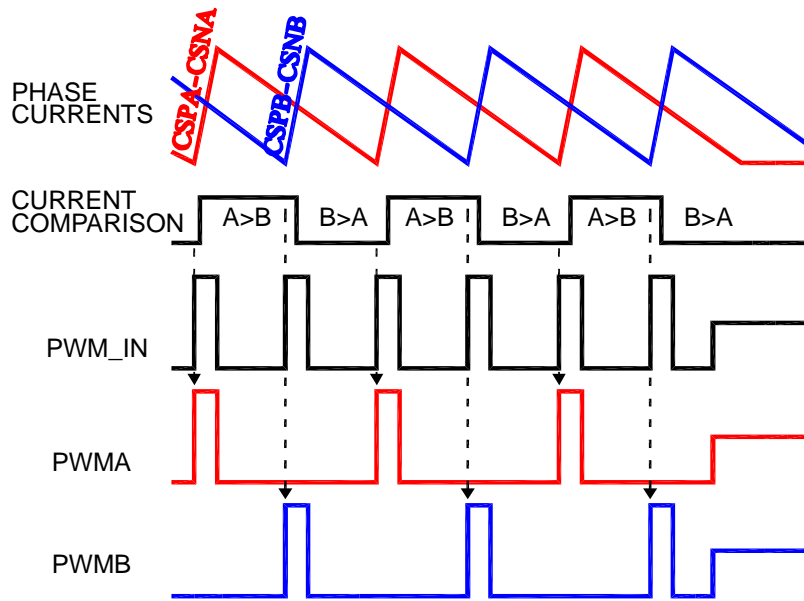 CSPA-CSNA
CSPB-CSNB
PHASE
CURRENTS
CURRENT
COMPARISON
A>B
B>A
A>B
B>A
A>B
B>A
PWM_IN
PWMA
PWMB